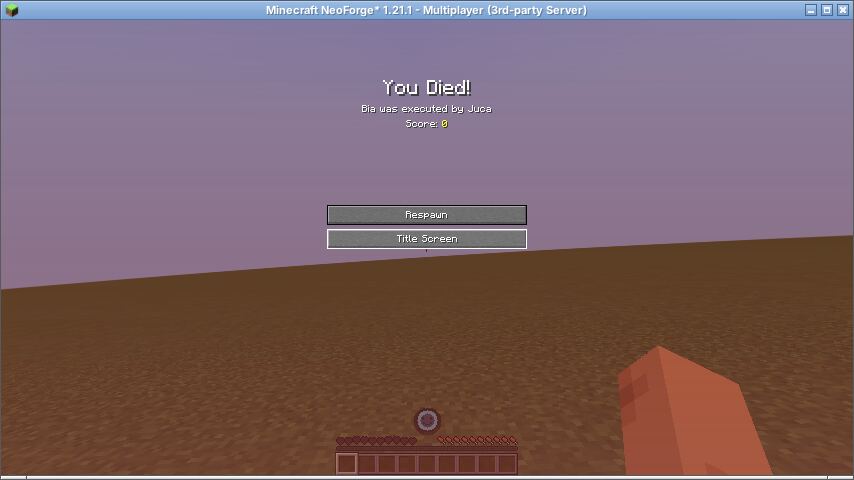 Minecraft NeoForge* 1.21.1 - Multiplayer (3rd-party Server)
You Died!
Bia was executed by Juca
Score: 0
Respawn
Title Screen